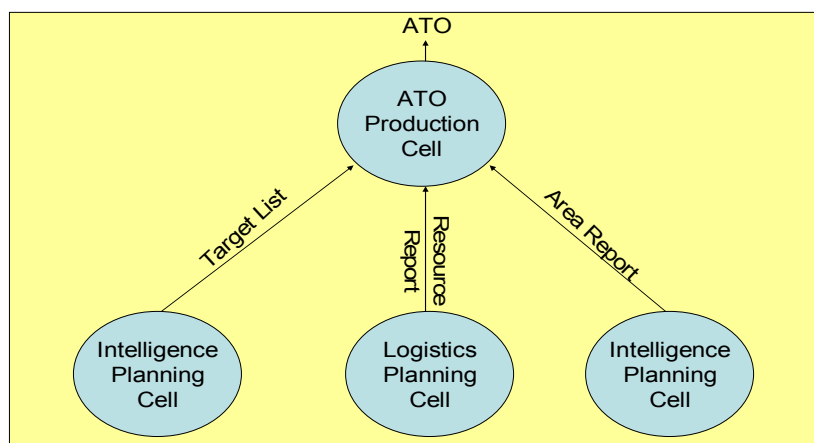 ATO
ATO
Production
Cell
Target List
Resource
Report
Area Report
Intelligence
Planning
Cell
Logistics
Planning
Cell
Intelligence
Planning
Cell